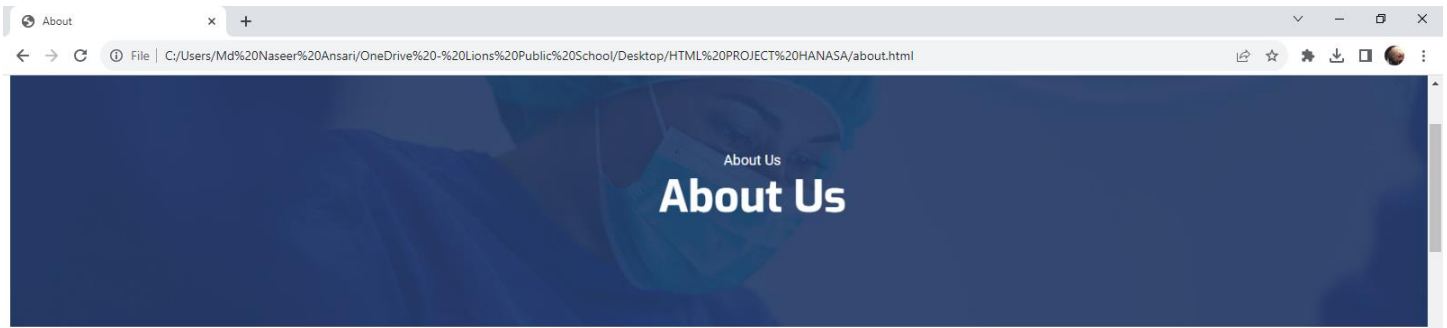 About
File | C:/Users/Md%20Naseer%20Ansari/OneDrive%20-%20Lions%20Public%20School/Desktop/HTML%20PROJECT%20HANASA/about.html
About Us
About Us